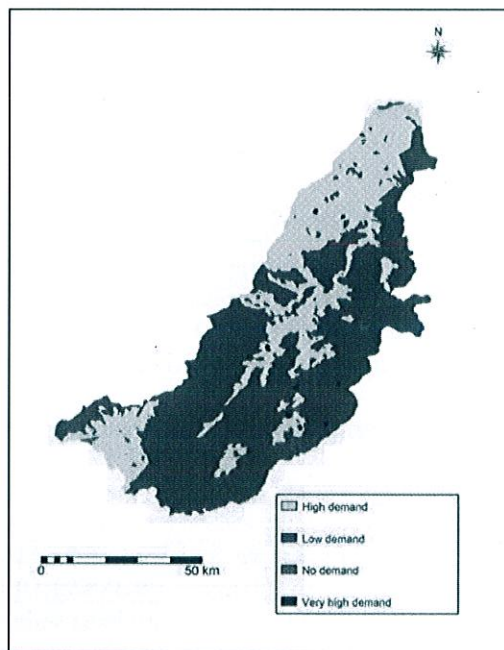 N
High demand
Low demand
No demand
Very high demand
0 50 km